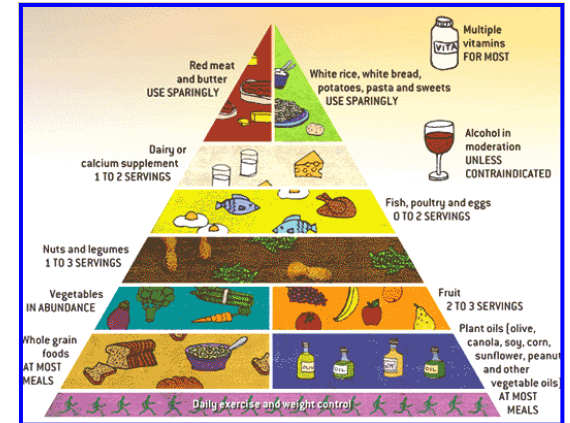 Red meat
and butter
USE SPARINGLY
White rice, white bread,
potatoes, pasta and sweets
USE SPARINGLY
Multiple
vitamins
FOR MOST
VITA
Alcohol in
moderation
UNLESS
CONTRAINDICATED
Dairy or
calcium supplement
1 TO 2 SERVINGS
Fish, poultry and eggs
0 TO 2 SERVINGS
Nuts and legumes
1 TO 3 SERVINGS
Vegetables
IN ABUNDANCE
Fruit
2 TO 3 SERVINGS
Whole grain
foods
AT MOST
MEALS
Plant oils (olive,
canola, soy, corn,
sunflower, peanut
and other
vegetable oils)
AT MOST
MEALS
OIL
OIL
Daily exercise and weight control